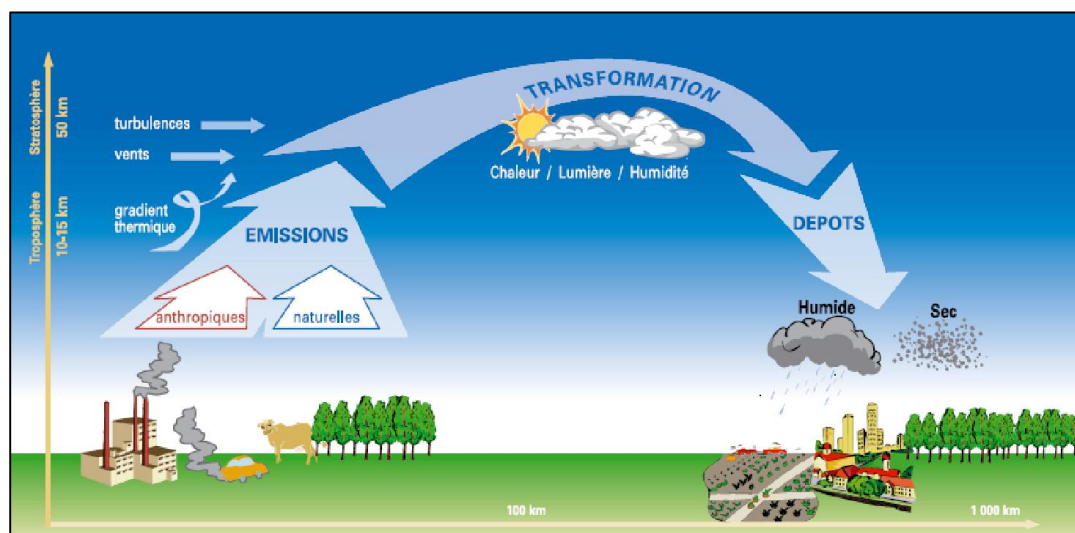 Stratosphère
50 km
Troposphère
10-15 km
turbulences
vents
gradient
thermique
EMISSIONS
anthropiques
naturelles
TRANSFORMATION
Chaleur / Lumière / Humidité
DEPOTS
Humide
Sec
100 km
1 000 km